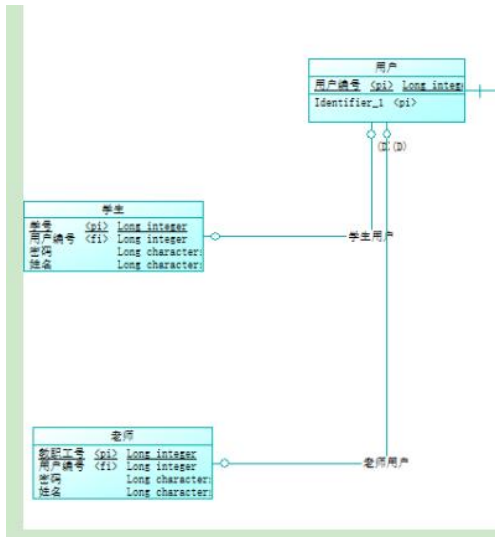 用户
用户编号 <pi> Long integ
Identifier_1 <pi>
(D)(D)
学生
学号 <pi> Long integer
用户编号 <fi> Long integer
密码 Long character
姓名 Long character
学生用户
老师
教职工号 <pi> Long integer
用户编号 <fi> Long integer
密码 Long character
姓名 Long character
老师用户